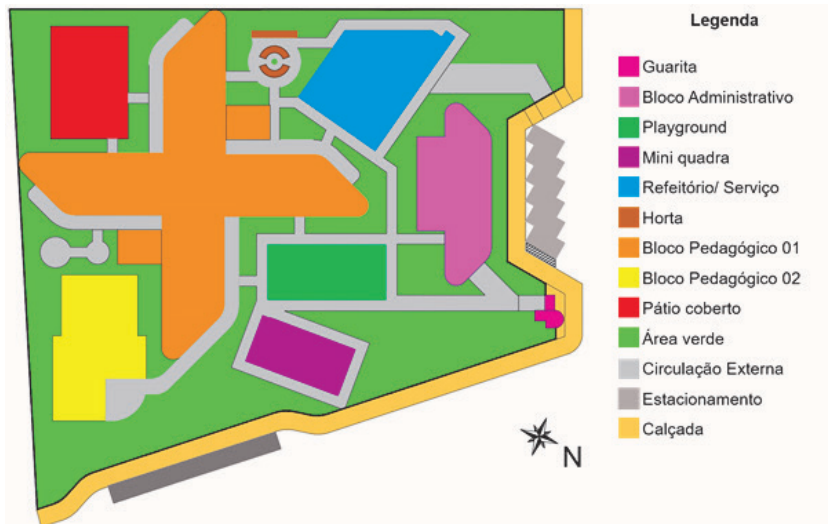 Legenda
Guarita
Bloco Administrativo
Playground
Mini quadra
Refeitório/ Serviço
Horta
Bloco Pedagógico 01
Bloco Pedagógico 02
Pátio coberto
Área verde
Circulação Externa
Estacionamento
Calçada
N